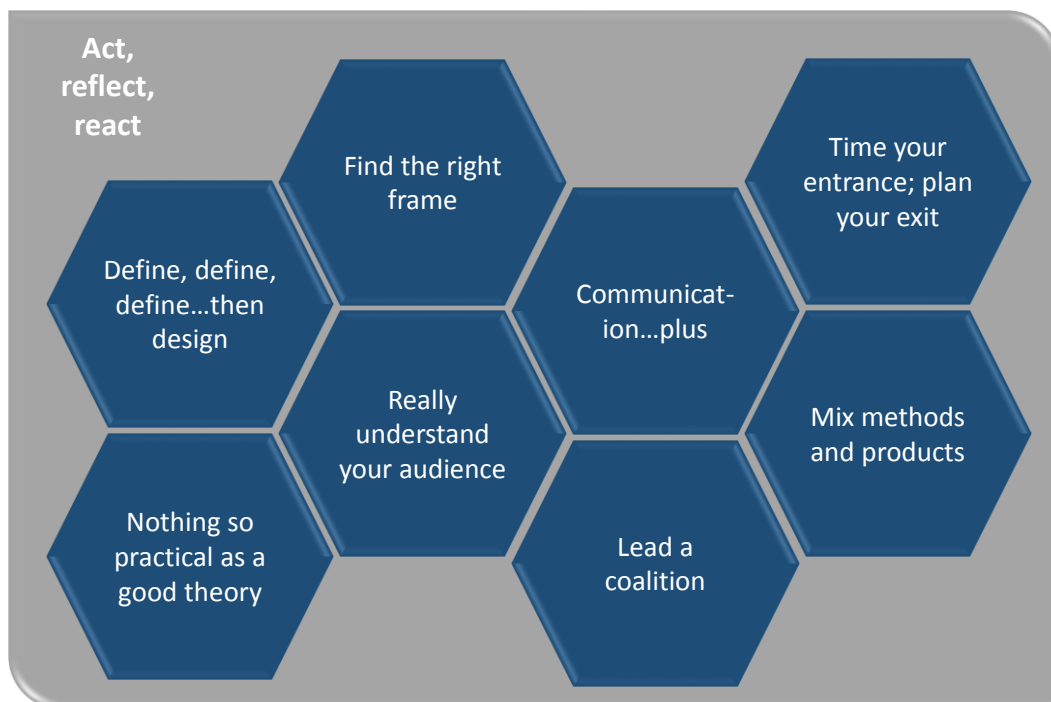 Act,
reflect,
react
Find the right
frame
Time your
entrance; plan
your exit
Define, define,
define…then
design
Communicat-
ion…plus
Really
understand
your audience
Mix methods
and products
Nothing so
practical as a
good theory
Lead a
coalition